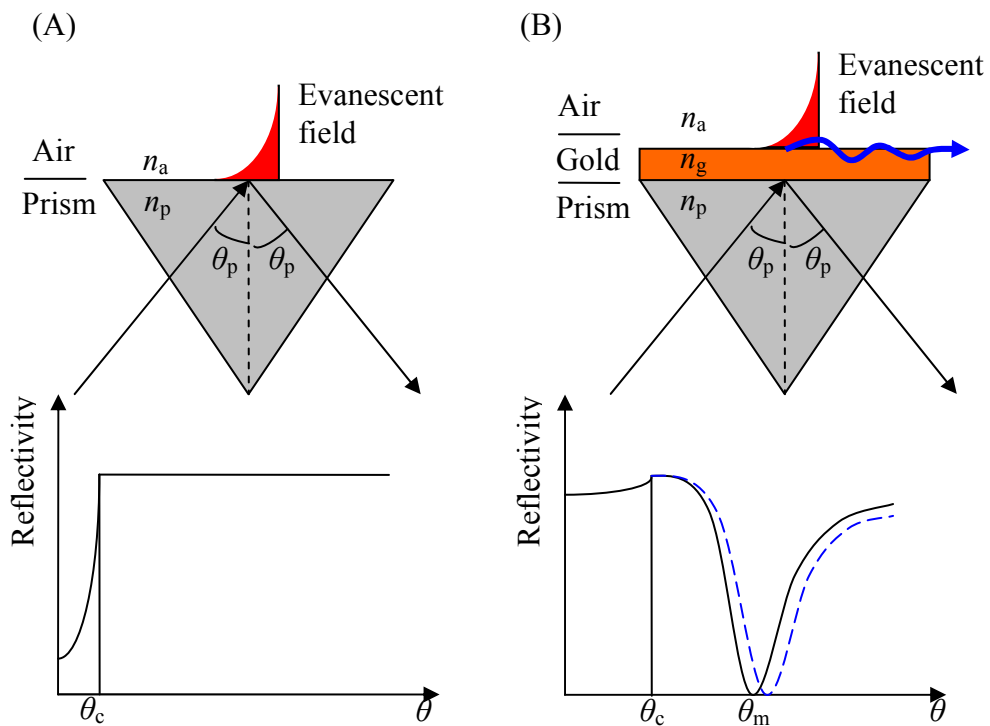 (A)
Evanescent
field
Air
Prism
nₐ
nₚ
θₚ θₚ
Reflectivity
θc θ
(B)
Evanescent
field
Air
Gold
Prism
nₐ
n_g
nₚ
θₚ θₚ
Reflectivity
θc θₘ θ